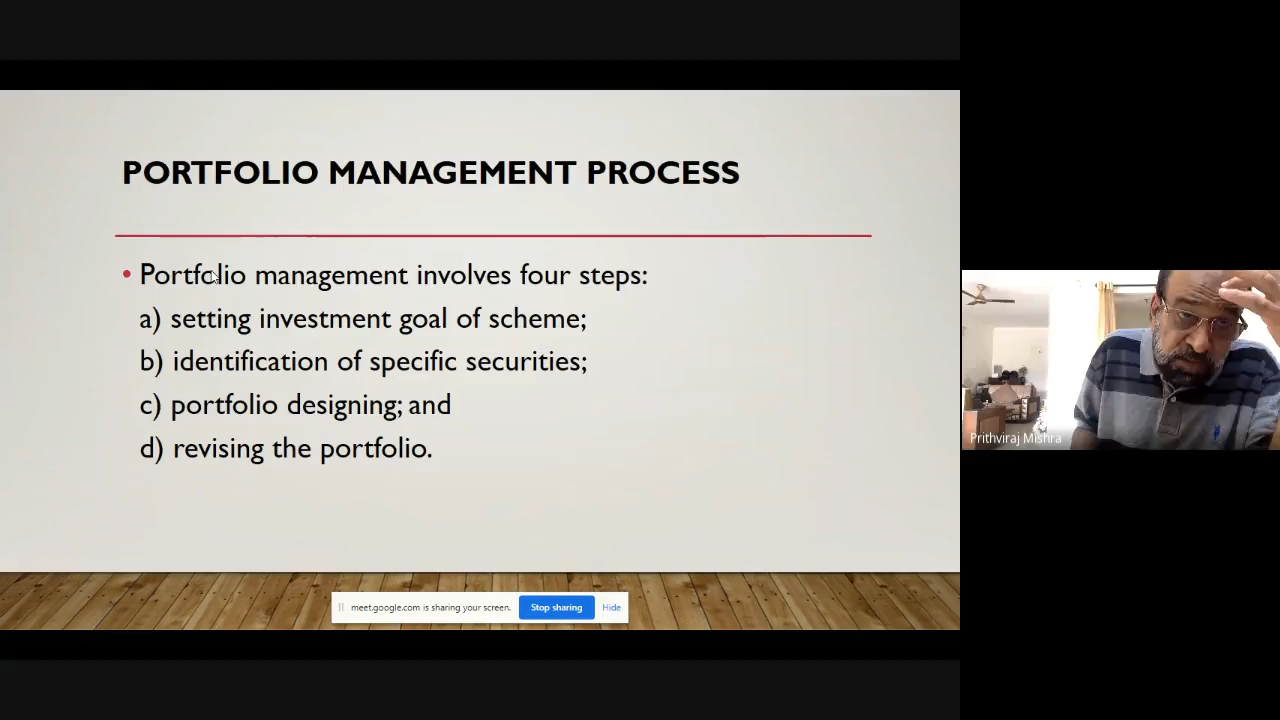 PORTFOLIO MANAGEMENT PROCESS
• Portfolio management involves four steps:
a) setting investment goal of scheme;
b) identification of specific securities;
c) portfolio designing; and
d) revising the portfolio.
Prithviraj Mishra
meet.google.com is sharing your screen. Stop sharing Hide